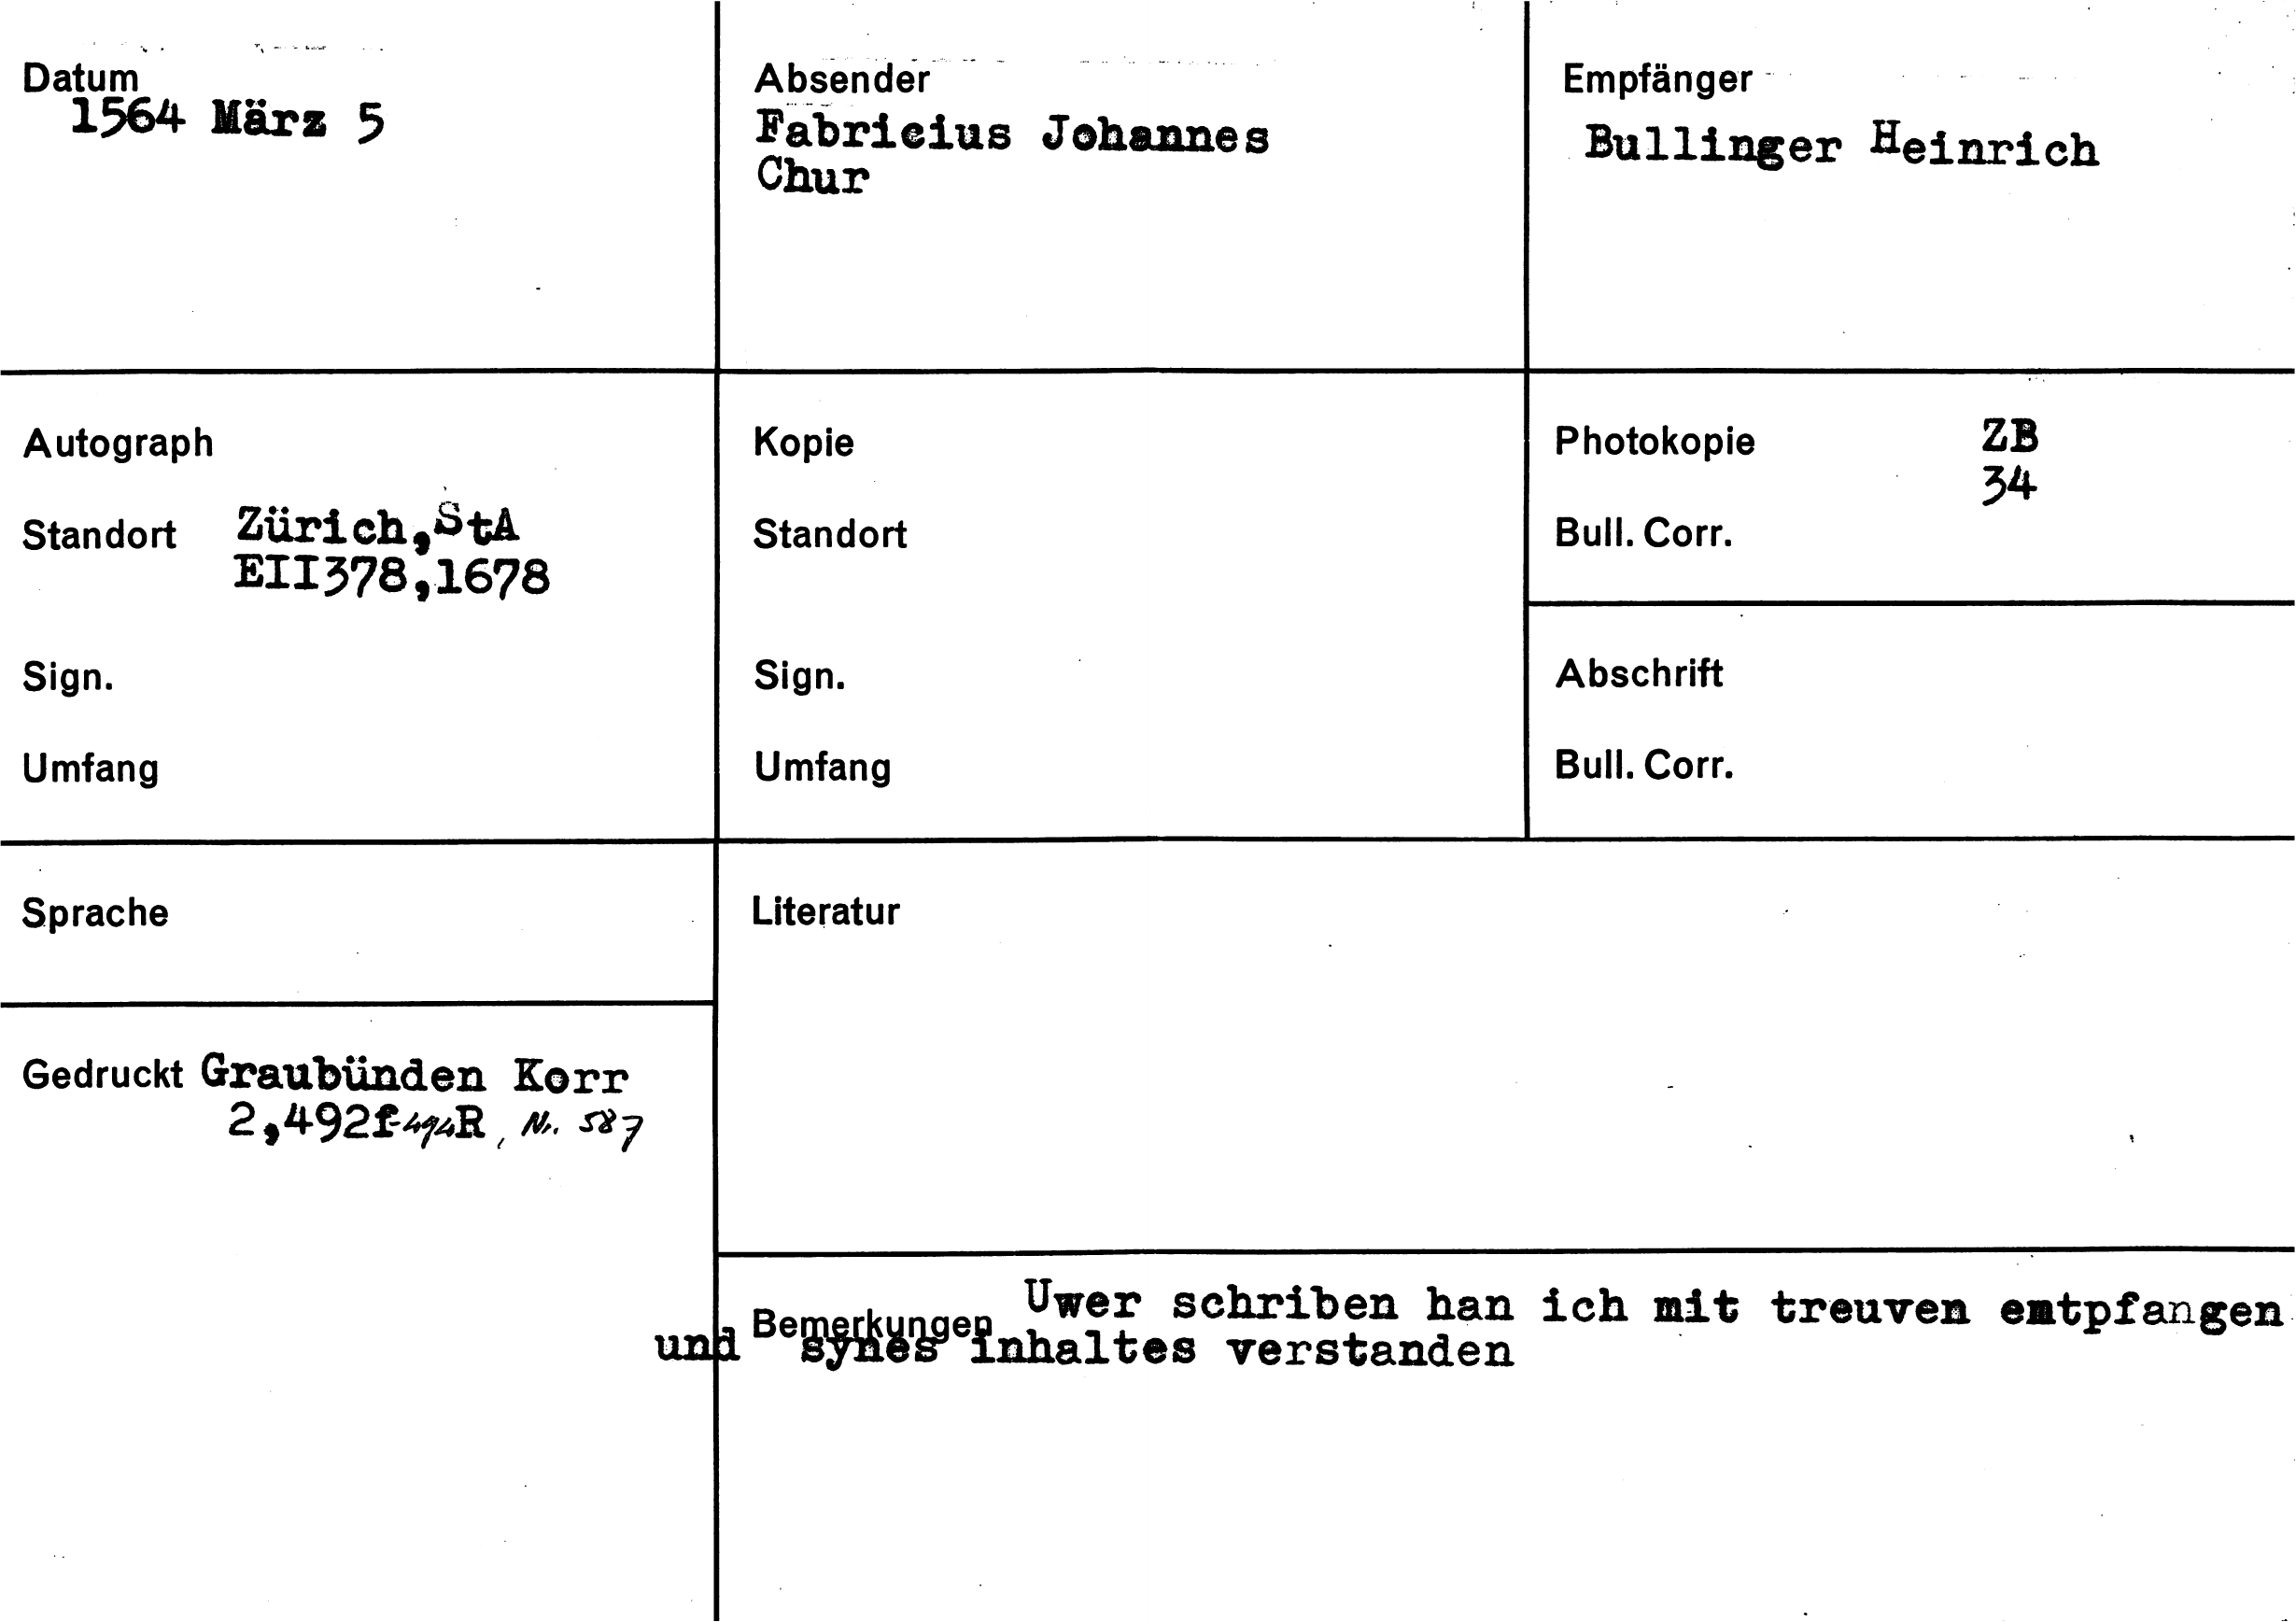 Datum
1564 März 5
Absender
Fabricius Johannes
Chur
Empfänger
Bullinger Heinrich
Autograph
Standort Zürich,StA
EII378,1678
Sign.
Umfang
Kopie
Standort
Sign.
Umfang
Photokopie ZB
34
Bull. Corr.
Abschrift
Bull. Corr.
Sprache
Literatur
Gedruckt Graubünden Korr
2,492f-494R, Nr. 587
Bemerkungen Uwer schriben han ich mit treuven entpfangen
und synes inhaltes verstanden